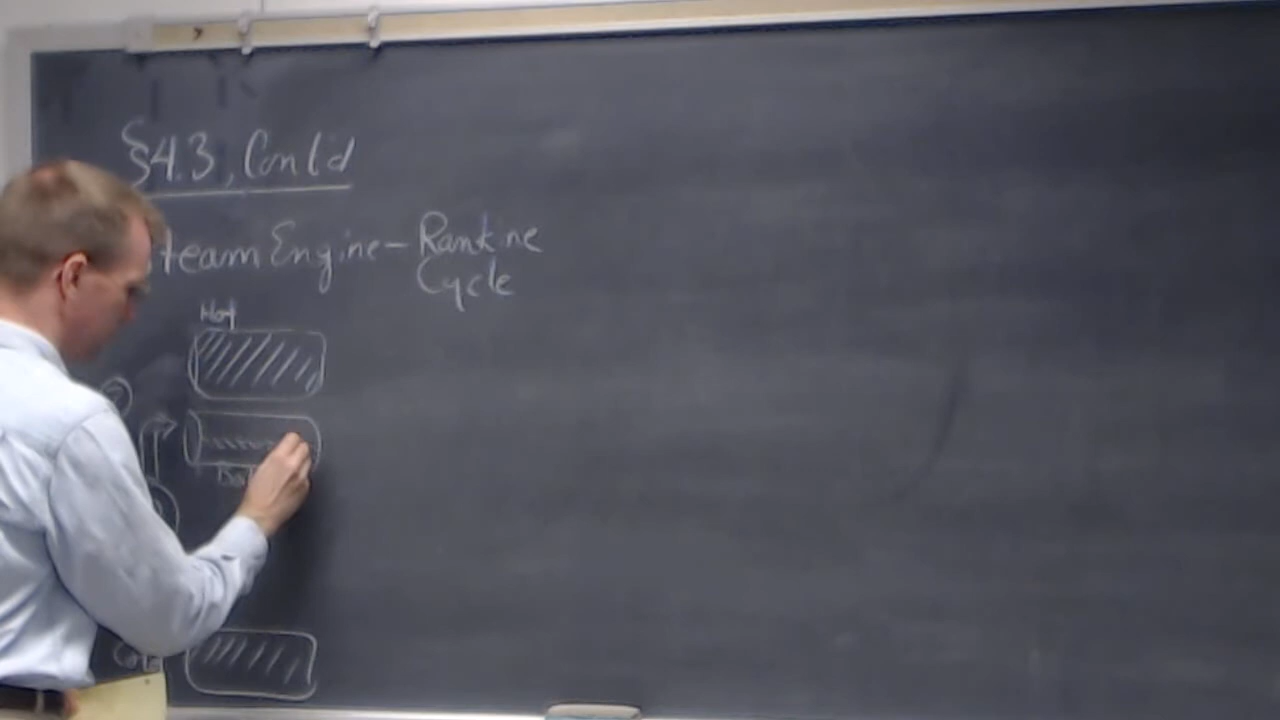 §4.3, Cont'd
team Engine – Rankine
Cycle
Hot